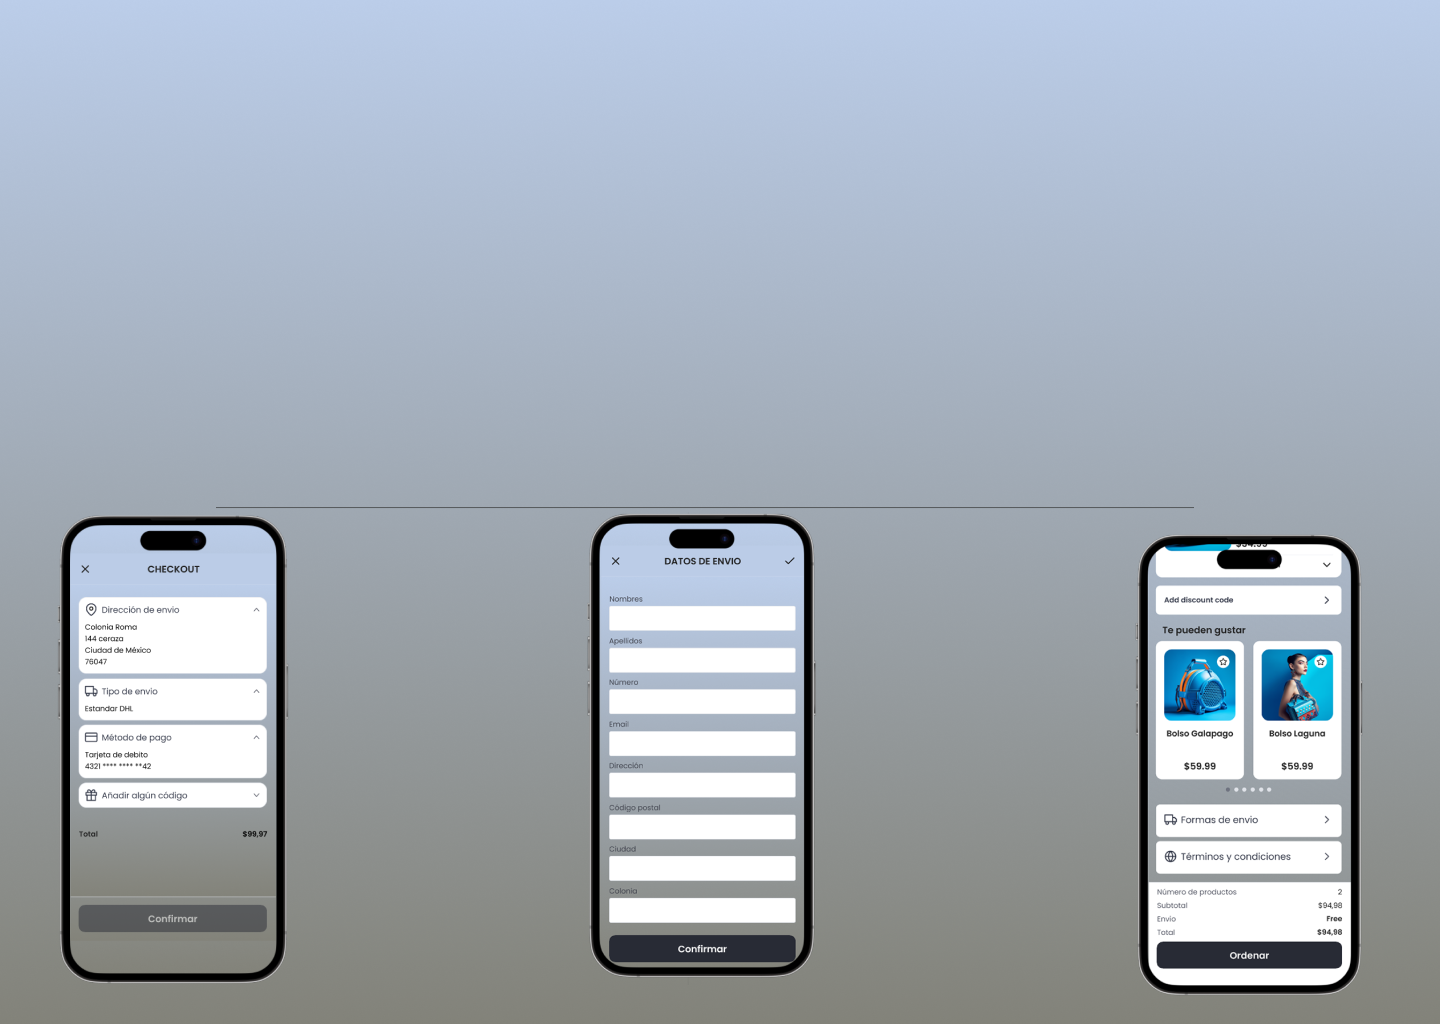 CHECKOUT
Dirección de envio
Colonia Roma
144 ceraza
Ciudad de México
76047
Tipo de envio
Estandar DHL
Método de pago
Tarjeta de debito
4321 **** **** **42
Añadir algún código
Total $99,97
Confirmar
DATOS DE ENVIO
Nombres
Apellidos
Número
Email
Dirección
Código postal
Ciudad
Colonia
Confirmar
Add discount code
Te pueden gustar
Bolso Galapago
$59.99
Bolso Laguna
$59.99
Formas de envio
Términos y condiciones
Número de productos 2
Subtotal $94,98
Envio Free
Total $94,98
Ordenar